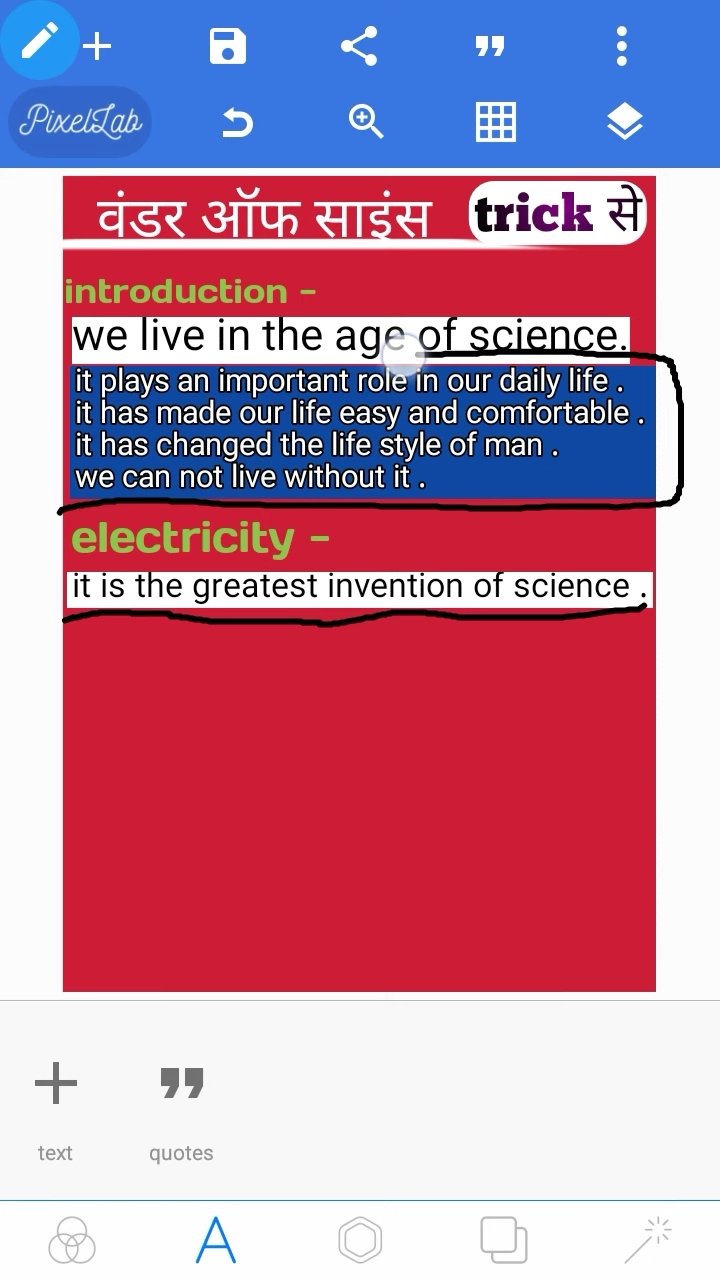 PixelLab
वंडर ऑफ साइंस trick से
introduction -
we live in the age of science.
it plays an important role in our daily life .
it has made our life easy and comfortable .
it has changed the life style of man .
we can not live without it .
electricity -
it is the greatest invention of science .
text quotes